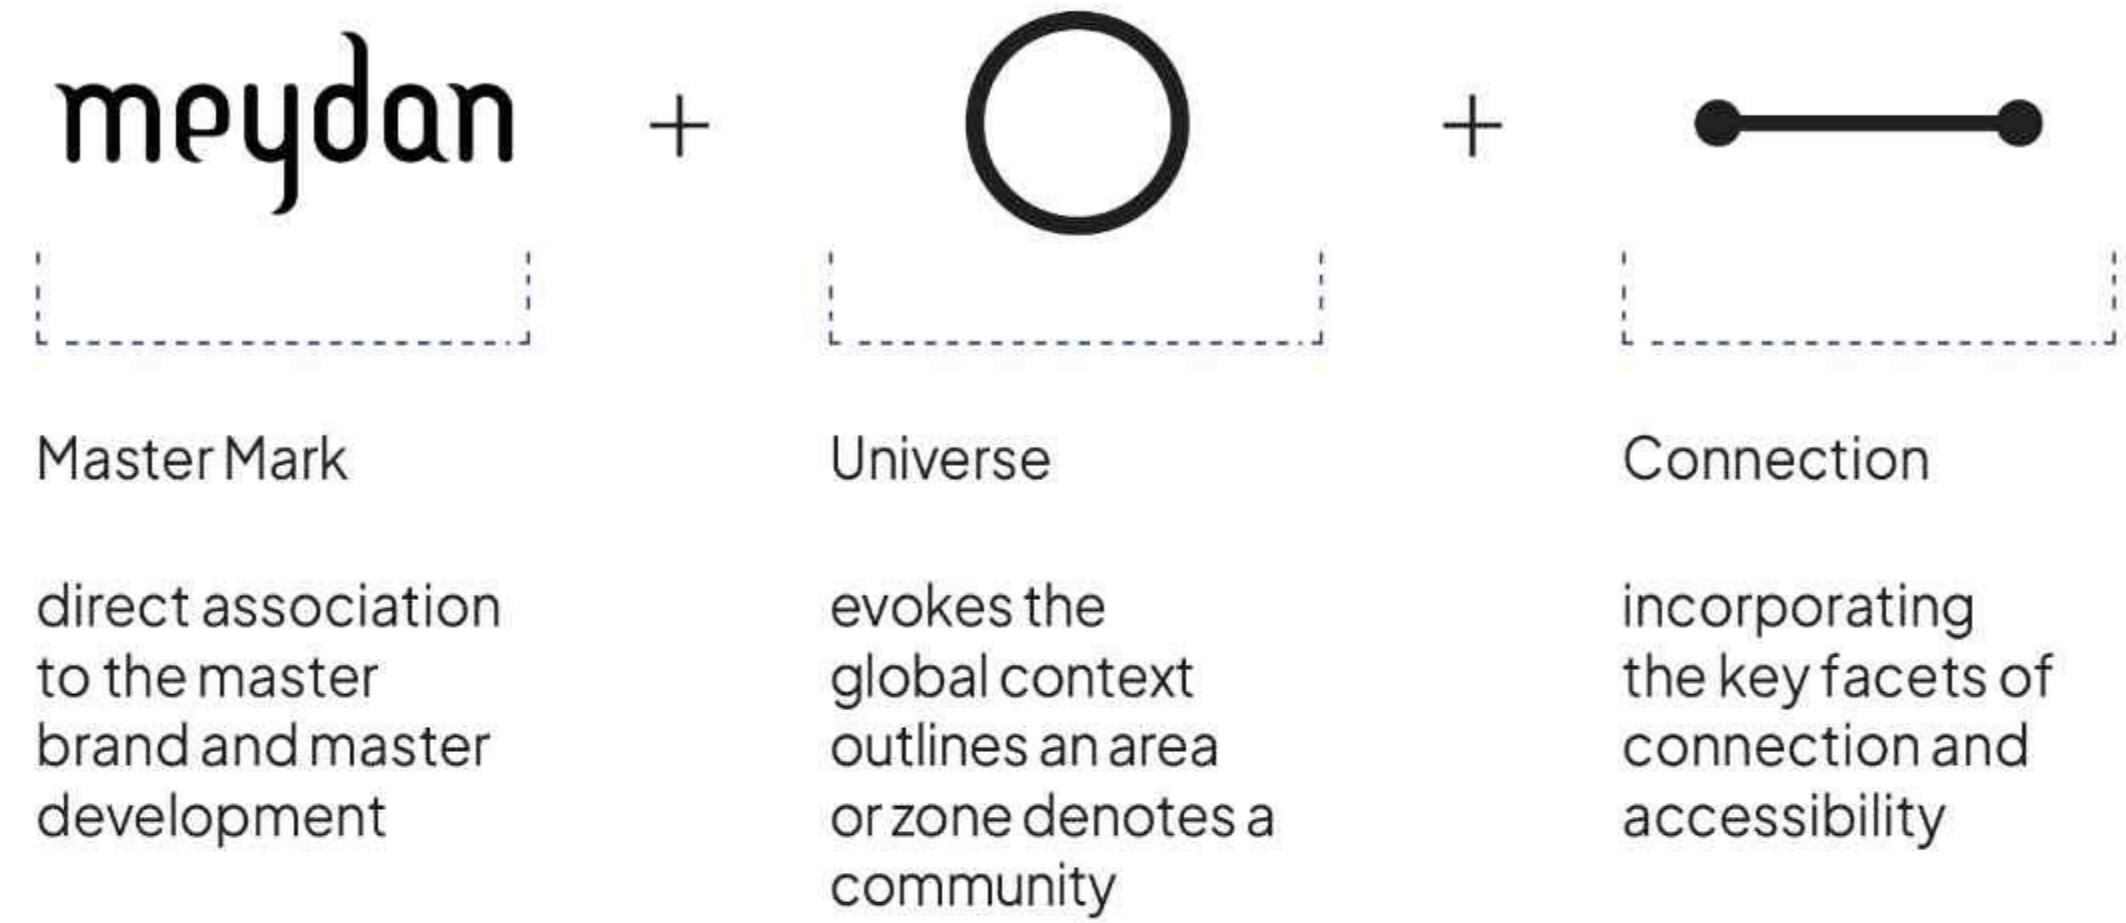 meydan
+
+
Master Mark
direct association
to the master
brand and master
development
Universe
evokes the
global context
outlines an area
or zone denotes a
community
Connection
incorporating
the key facets of
connection and
accessibility